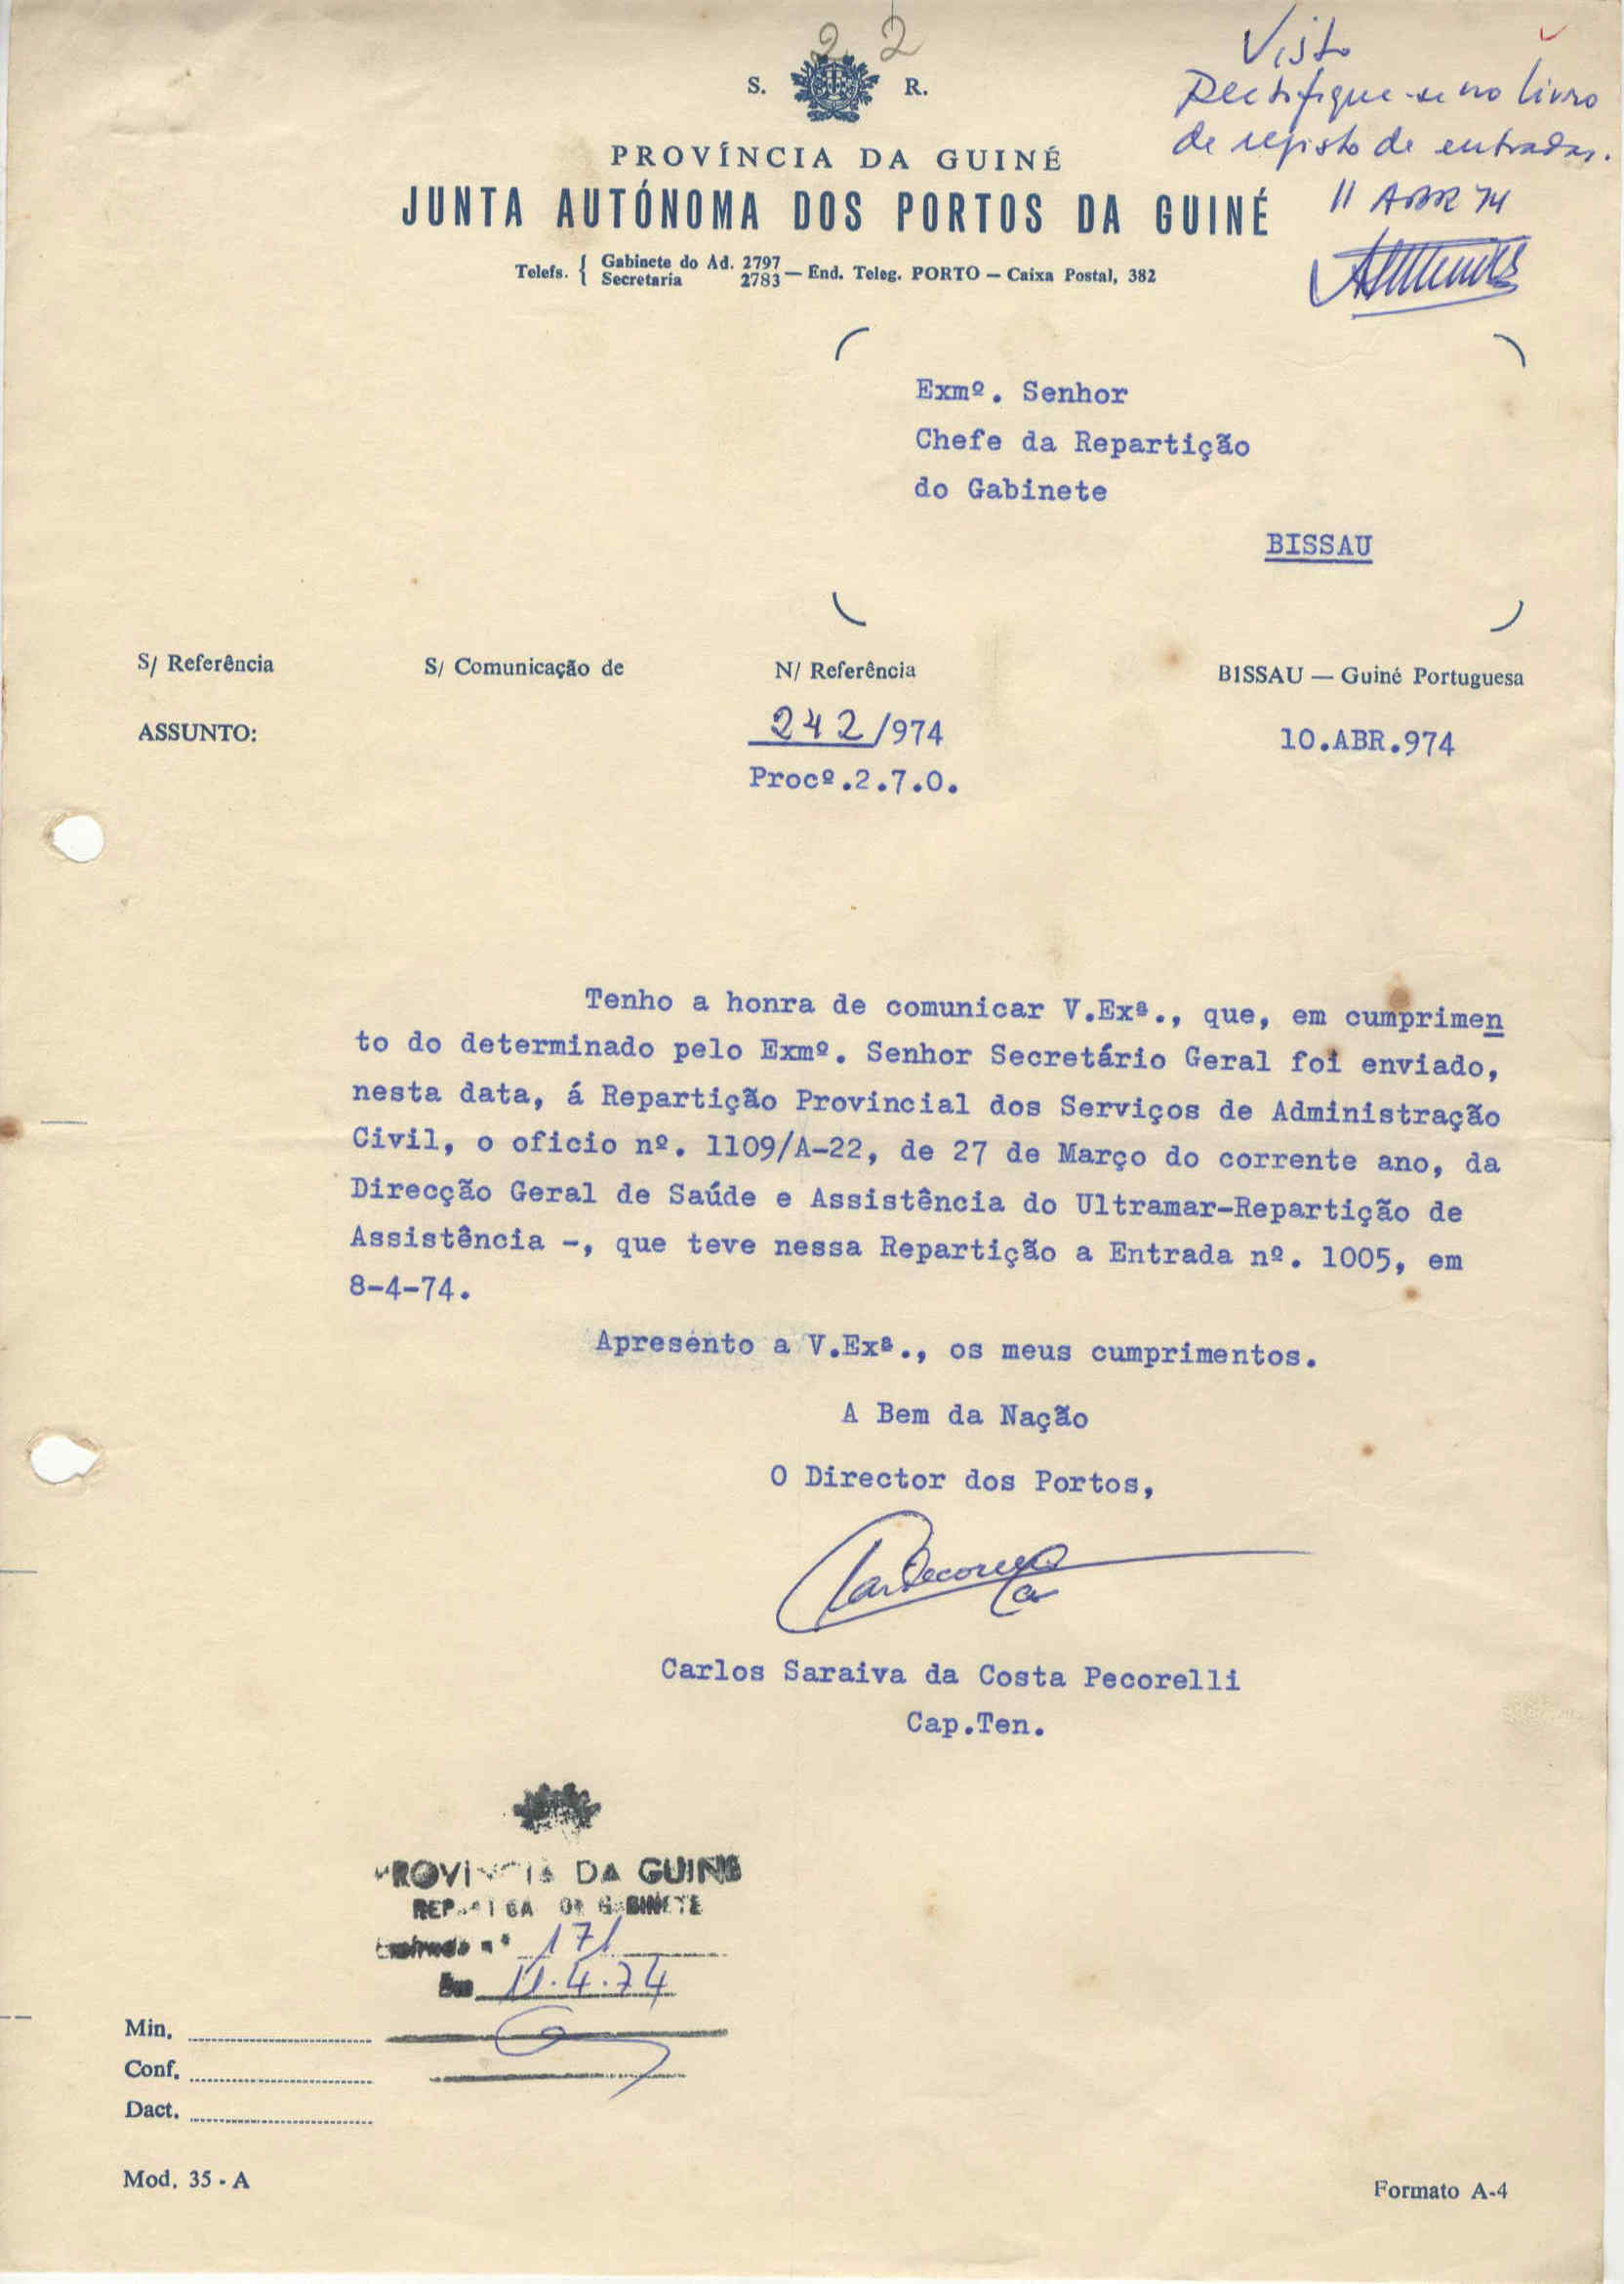 2 2
S. R.
Visto
Rectifique-se no livro
de registo de entradas.
11 ABR 74
PROVÍNCIA DA GUINÉ
JUNTA AUTÓNOMA DOS PORTOS DA GUINÉ
Telefs. { Gabinete do Ad. 2797
Secretaria 2783 — End. Teleg. PORTO — Caixa Postal, 382
Exmº. Senhor
Chefe da Repartição
do Gabinete
BISSAU
S/ Referência S/ Comunicação de N/ Referência BISSAU — Guiné Portuguesa
ASSUNTO: 242/974 10.ABR.974
Procº.2.7.0.
Tenho a honra de comunicar V.Exª., que, em cumprimen
to do determinado pelo Exmº. Senhor Secretário Geral foi enviado,
nesta data, á Repartição Provincial dos Serviços de Administração
Civil, o oficio nº. 1109/A-22, de 27 de Março do corrente ano, da
Direcção Geral de Saúde e Assistência do Ultramar-Repartição de
Assistência -, que teve nessa Repartição a Entrada nº. 1005, em
8-4-74.
Apresento a V.Exª., os meus cumprimentos.
A Bem da Nação
O Director dos Portos,
Carlos Saraiva da Costa Pecorelli
Cap.Ten.
PROVINCIA DA GUINE
GABINETE
Entrada nº 171
Em 11.4.74
Min.
Conf.
Dact.
Mod. 35 - A
Formato A-4